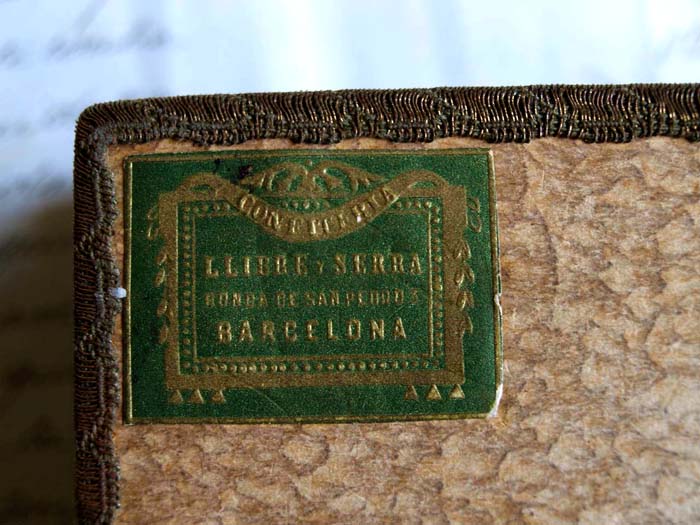 CONFITERIA
LLIBRE Y SERRA
RONDA DE SAN PEDRO 3
BARCELONA